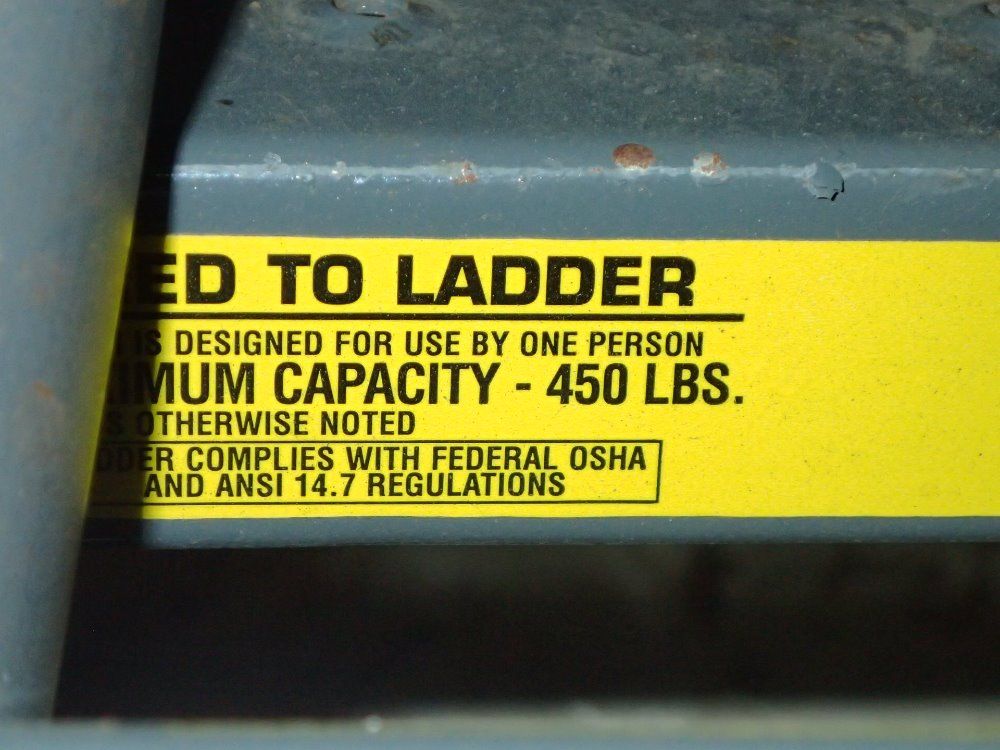 ED TO LADDER
IS DESIGNED FOR USE BY ONE PERSON
IMUM CAPACITY - 450 LBS.
S OTHERWISE NOTED
DDER COMPLIES WITH FEDERAL OSHA
AND ANSI 14.7 REGULATIONS